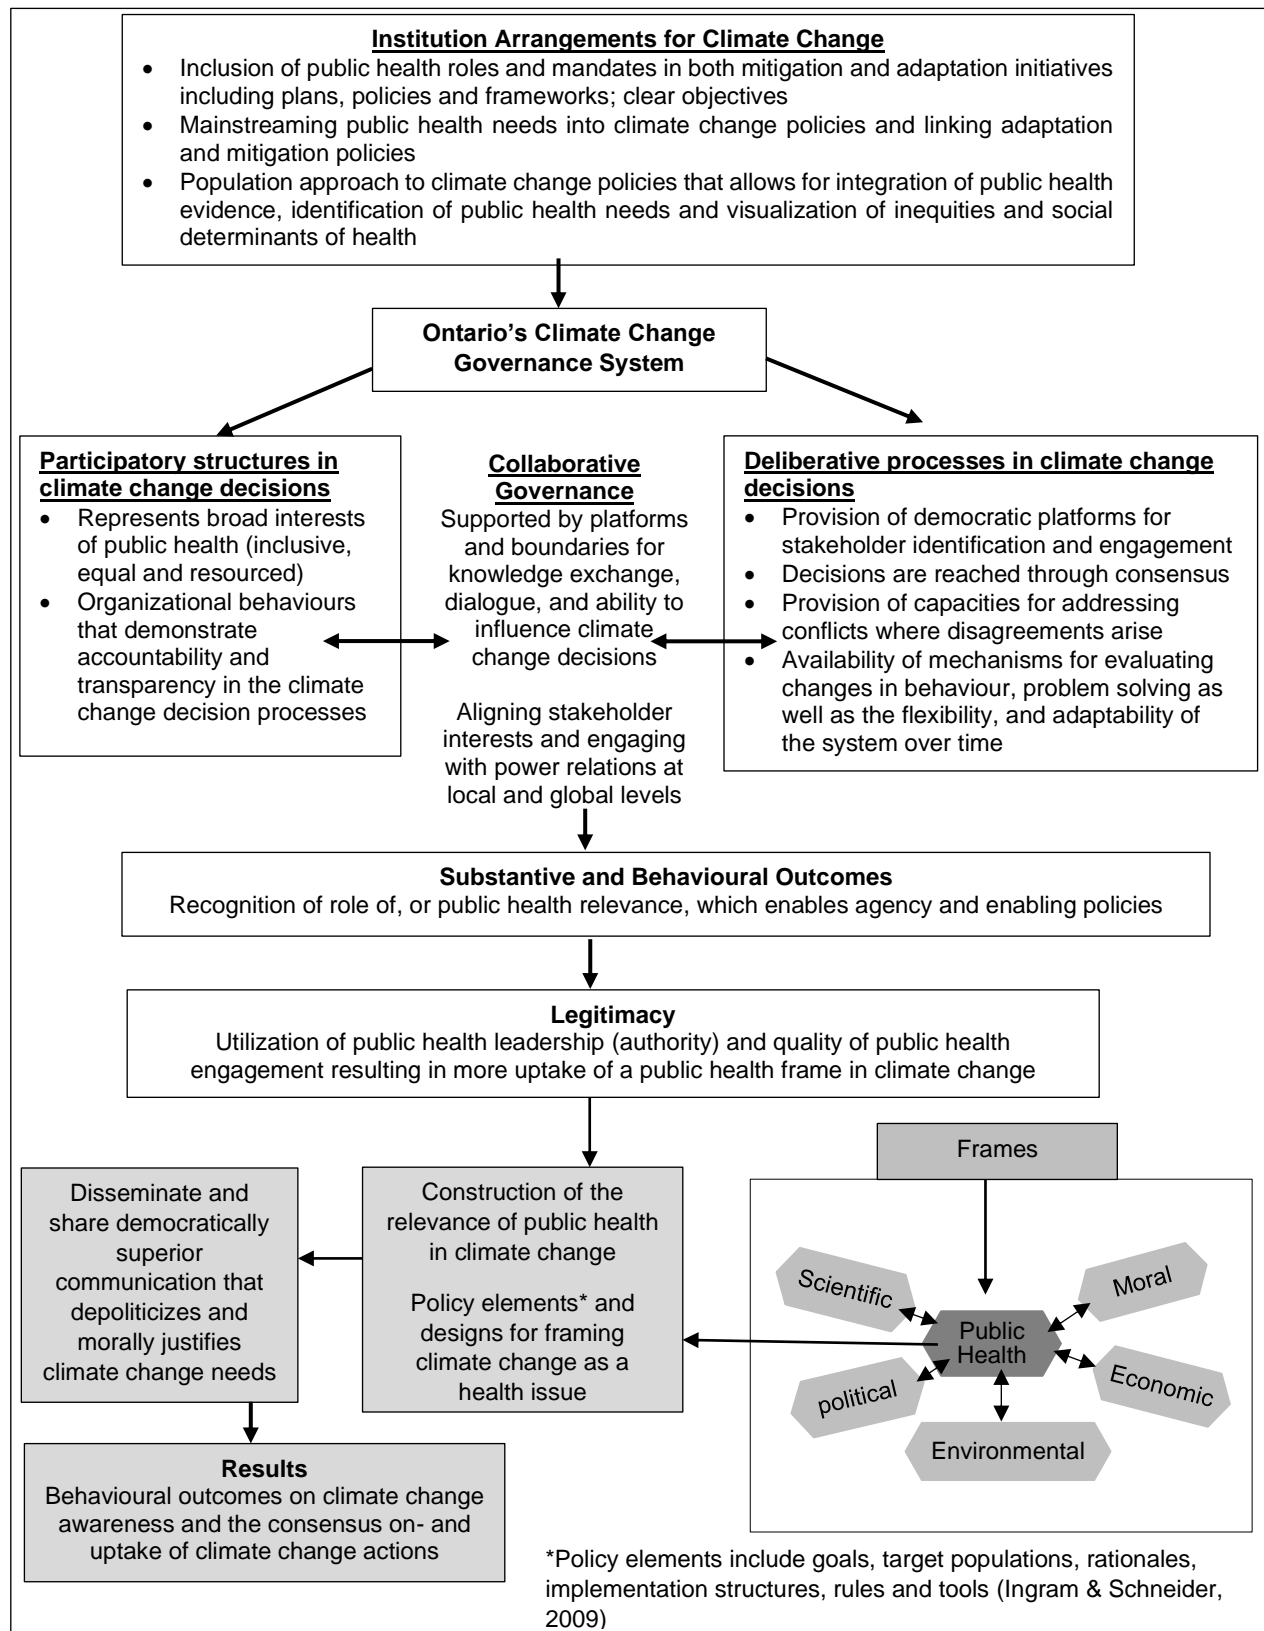 Institution Arrangements for Climate Change
• Inclusion of public health roles and mandates in both mitigation and adaptation initiatives
including plans, policies and frameworks; clear objectives
• Mainstreaming public health needs into climate change policies and linking adaptation
and mitigation policies
• Population approach to climate change policies that allows for integration of public health
evidence, identification of public health needs and visualization of inequities and social
determinants of health
Ontario's Climate Change
Governance System
Participatory structures in
climate change decisions
• Represents broad interests
of public health (inclusive,
equal and resourced)
• Organizational behaviours
that demonstrate
accountability and
transparency in the climate
change decision processes
Collaborative
Governance
Supported by platforms
and boundaries for
knowledge exchange,
dialogue, and ability to
influence climate
change decisions
Aligning stakeholder
interests and engaging
with power relations at
local and global levels
Deliberative processes in climate change
decisions
• Provision of democratic platforms for
stakeholder identification and engagement
• Decisions are reached through consensus
• Provision of capacities for addressing
conflicts where disagreements arise
• Availability of mechanisms for evaluating
changes in behaviour, problem solving as
well as the flexibility, and adaptability of
the system over time
Substantive and Behavioural Outcomes
Recognition of role of, or public health relevance, which enables agency and enabling policies
Legitimacy
Utilization of public health leadership (authority) and quality of public health
engagement resulting in more uptake of a public health frame in climate change
Disseminate and
share democratically
superior
communication that
depoliticizes and
morally justifies
climate change needs
Construction of the
relevance of public health
in climate change
Policy elements* and
designs for framing
climate change as a
health issue
Frames
Scientific
Moral
Public
Health
political
Economic
Environmental
Results
Behavioural outcomes on climate change
awareness and the consensus on- and
uptake of climate change actions
*Policy elements include goals, target populations, rationales,
implementation structures, rules and tools (Ingram & Schneider,
2009)